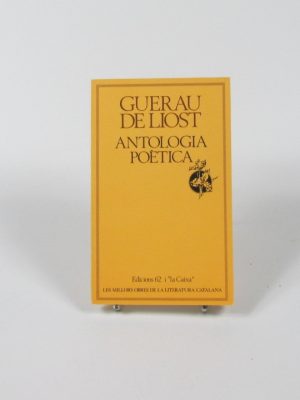 GUERAU
DE LIOST
ANTOLOGIA
POÈTICA
Edicions 62 i "la Caixa"
LES MILLORS OBRES DE LA LITERATURA CATALANA